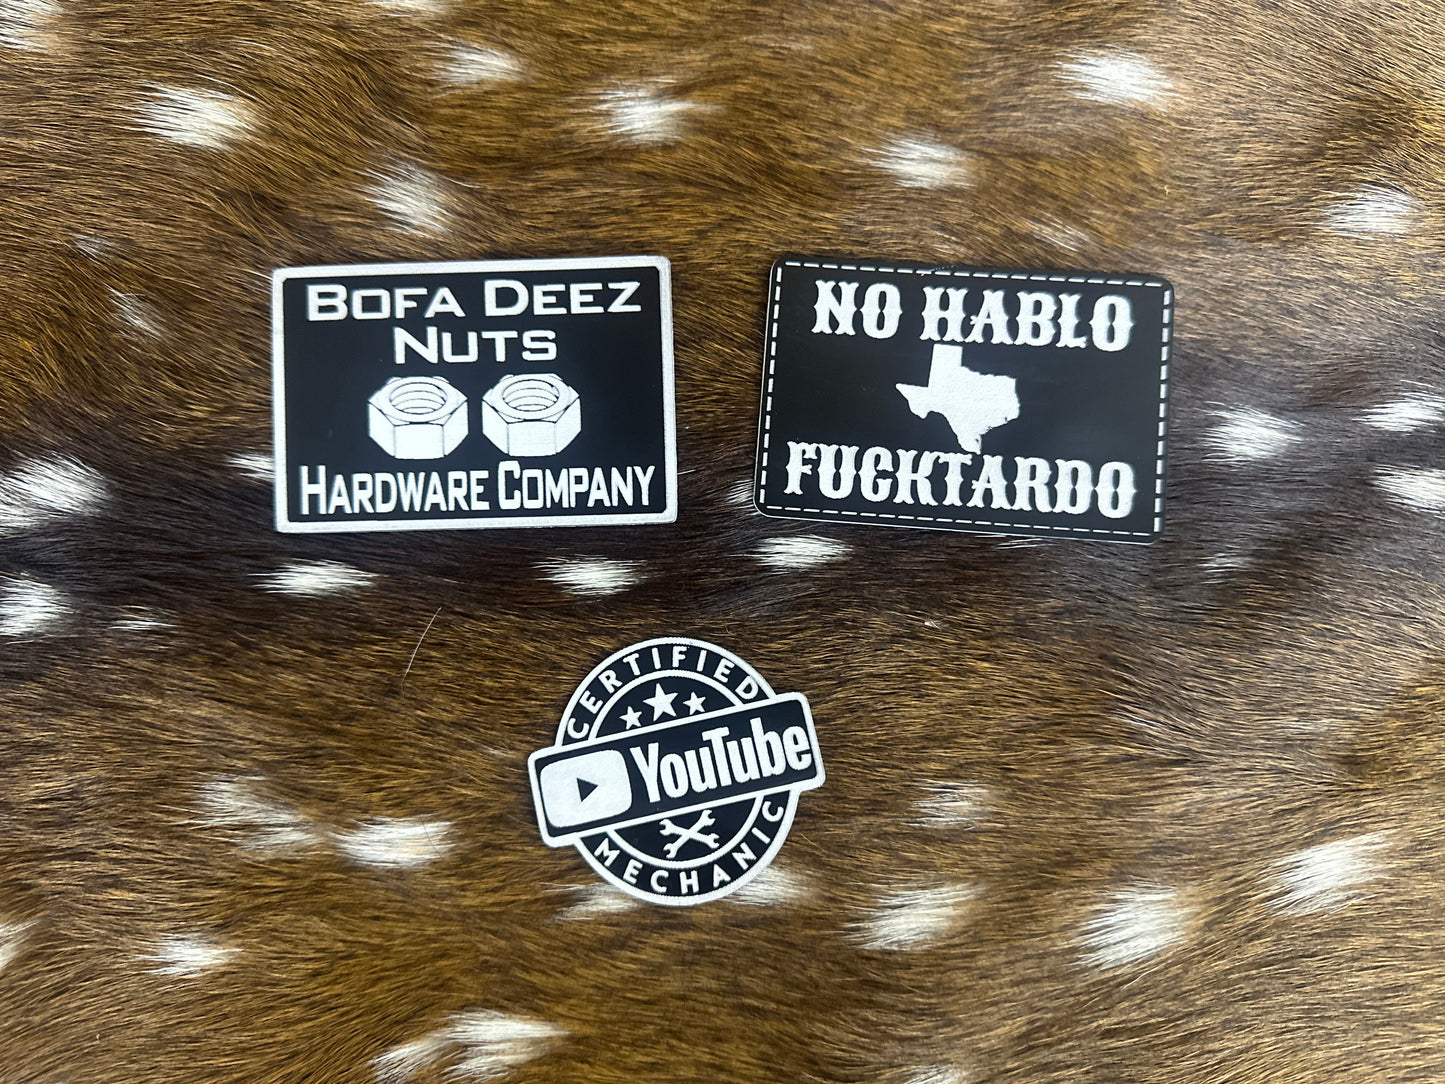 BOFA DEEZ
NUTS
HARDWARE COMPANY
NO HABLO
FUCKTARDO
CERTIFIED
YouTube
MECHANIC